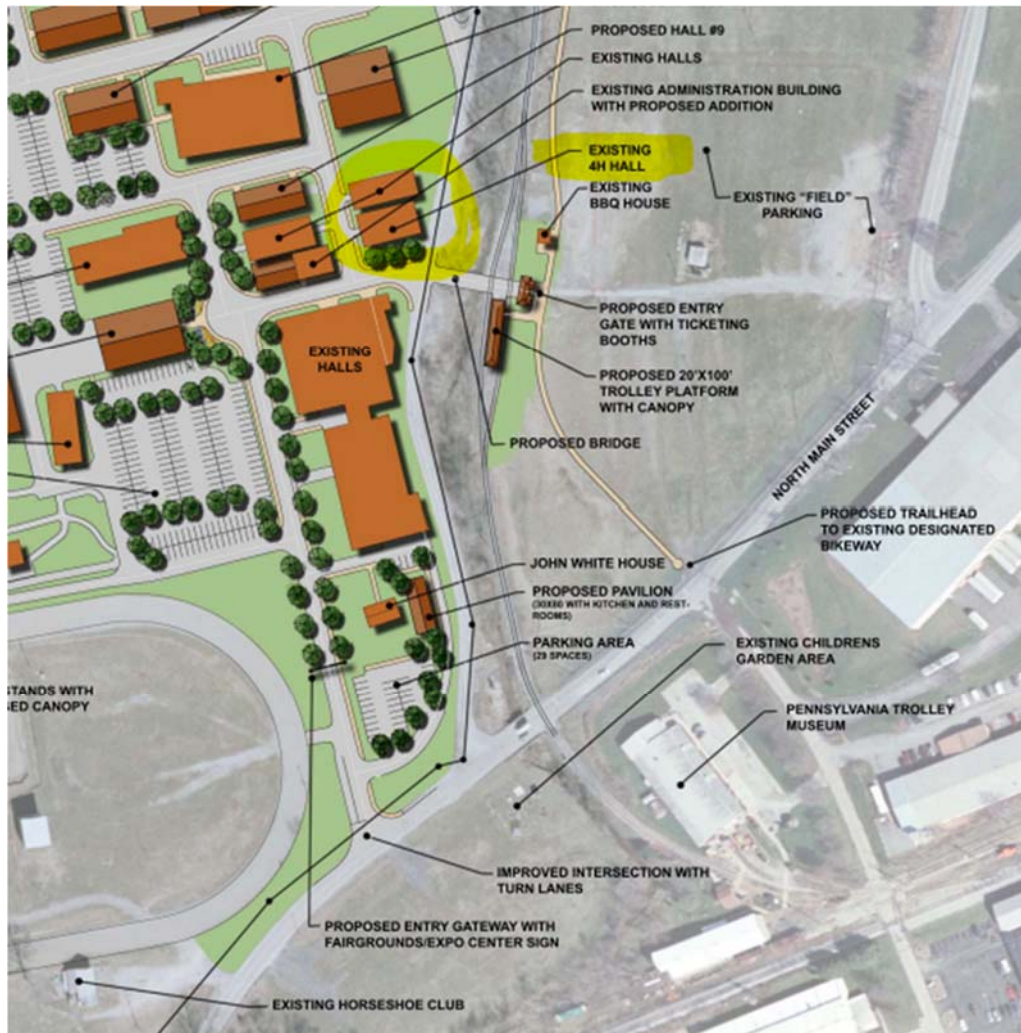 PROPOSED HALL #9
EXISTING HALLS
EXISTING ADMINISTRATION BUILDING
WITH PROPOSED ADDITION
EXISTING
4H HALL
EXISTING
BBQ HOUSE
EXISTING "FIELD"
PARKING
PROPOSED ENTRY
GATE WITH TICKETING
BOOTHS
EXISTING
HALLS
PROPOSED 20'X100'
TROLLEY PLATFORM
WITH CANOPY
PROPOSED BRIDGE
NORTH MAIN STREET
PROPOSED TRAILHEAD
TO EXISTING DESIGNATED
BIKEWAY
JOHN WHITE HOUSE
PROPOSED PAVILION
(30X80 WITH KITCHEN AND REST-
ROOMS)
PARKING AREA
(29 SPACES)
EXISTING CHILDRENS
GARDEN AREA
STANDS WITH
SED CANOPY
PENNSYLVANIA TROLLEY
MUSEUM
IMPROVED INTERSECTION WITH
TURN LANES
PROPOSED ENTRY GATEWAY WITH
FAIRGROUNDS/EXPO CENTER SIGN
EXISTING HORSESHOE CLUB